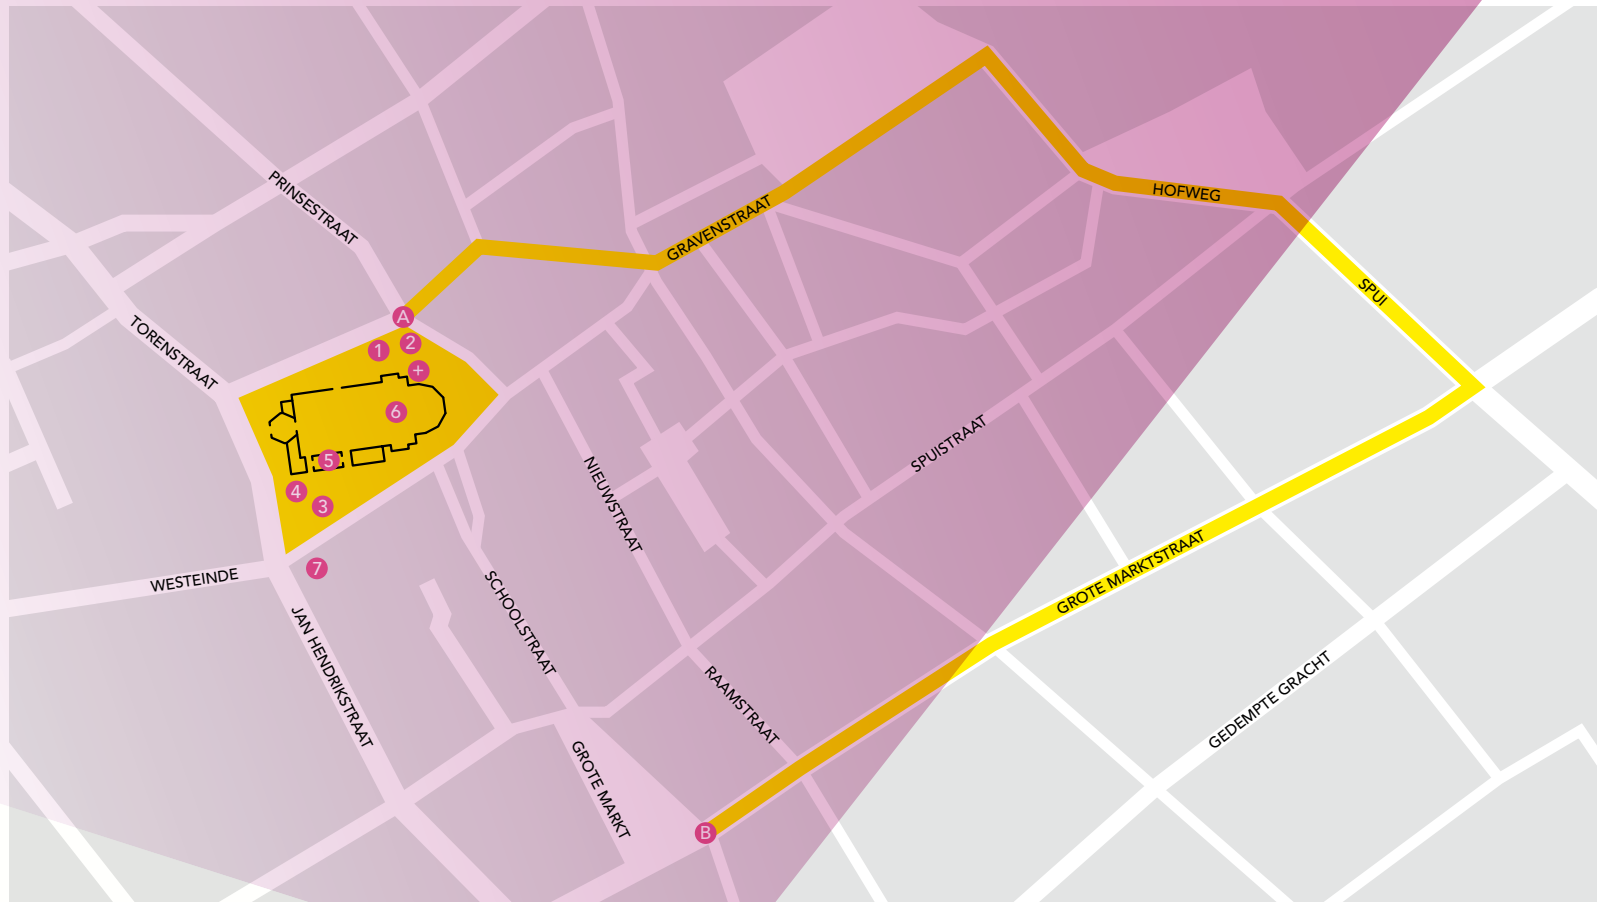 PRINSESTRAAT
HOFWEG
GRAVENSTRAAT
SPUI
A
TORENSTRAAT
1
2
+
6
5
4
3
SPUISTRAAT
NIEUWSTRAAT
7
WESTEINDE
GROTE MARKTSTRAAT
SCHOOLSTRAAT
JAN HENDRIKSTRAAT
GEDEMPTE GRACHT
RAAMSTRAAT
GROTE MARKT
B